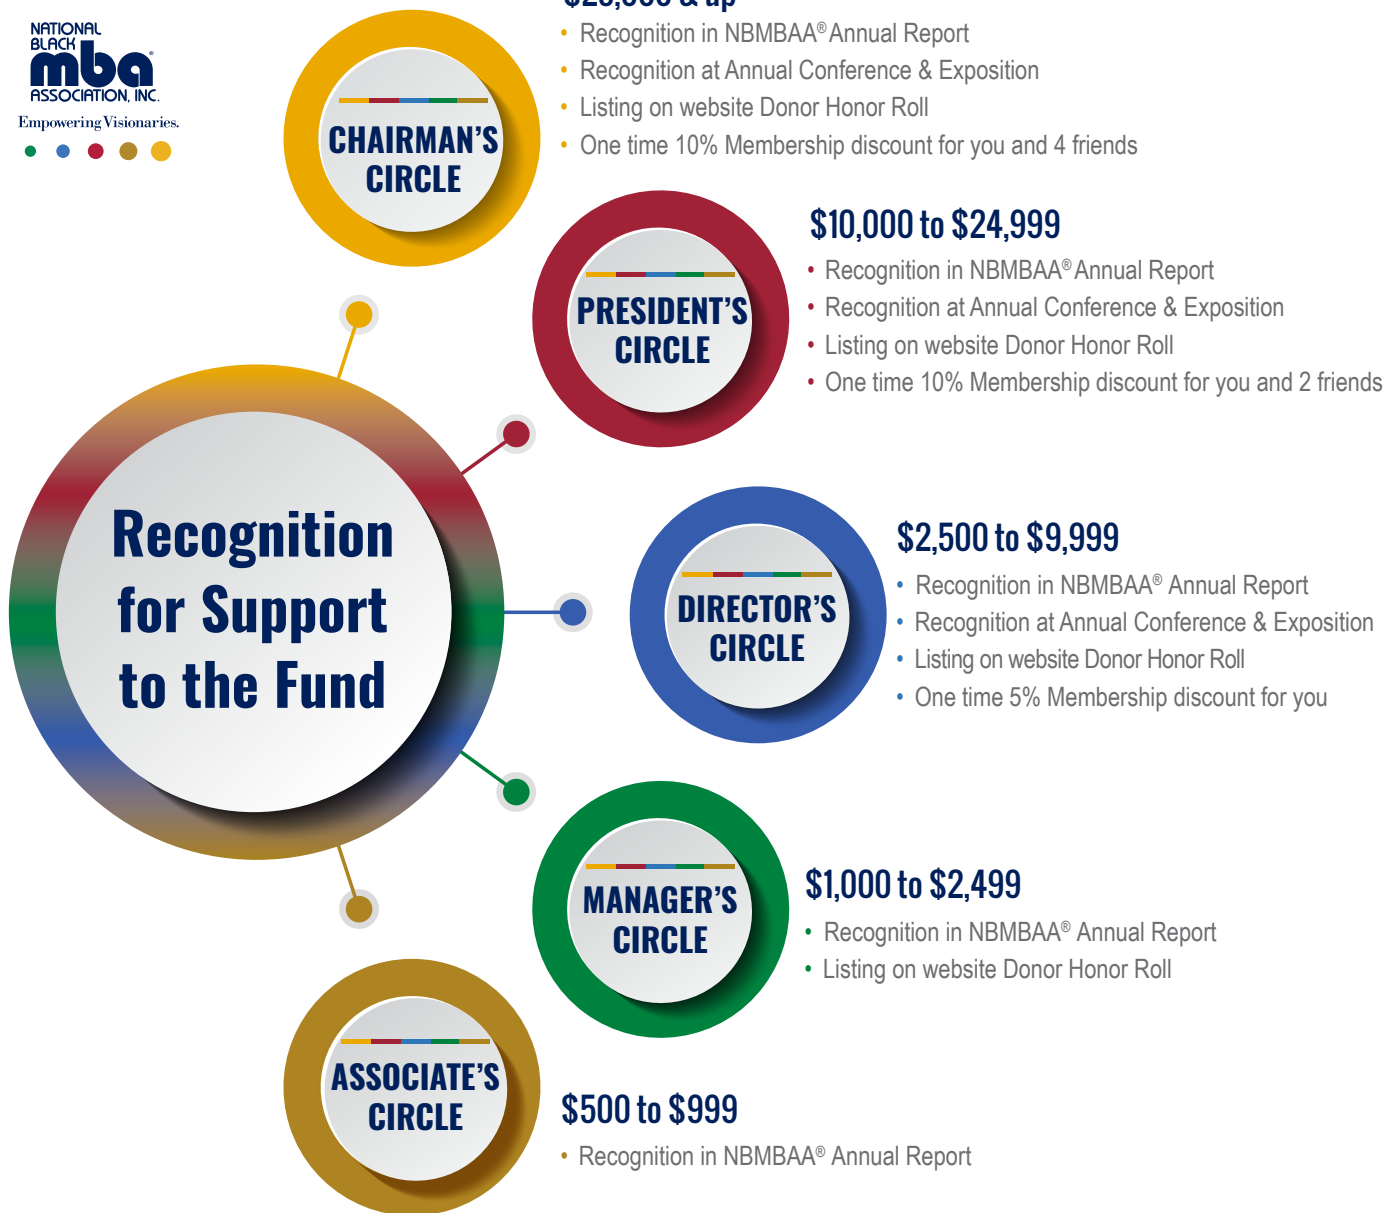 NATIONAL
BLACK
mba®
ASSOCIATION, INC.
Empowering Visionaries.
CHAIRMAN'S
CIRCLE
& up
• Recognition in NBMBAA® Annual Report
• Recognition at Annual Conference & Exposition
• Listing on website Donor Honor Roll
• One time 10% Membership discount for you and 4 friends
PRESIDENT'S
CIRCLE
$10,000 to $24,999
• Recognition in NBMBAA® Annual Report
• Recognition at Annual Conference & Exposition
• Listing on website Donor Honor Roll
• One time 10% Membership discount for you and 2 friends
Recognition
for Support
to the Fund
DIRECTOR'S
CIRCLE
$2,500 to $9,999
• Recognition in NBMBAA® Annual Report
• Recognition at Annual Conference & Exposition
• Listing on website Donor Honor Roll
• One time 5% Membership discount for you
MANAGER'S
CIRCLE
$1,000 to $2,499
• Recognition in NBMBAA® Annual Report
• Listing on website Donor Honor Roll
ASSOCIATE'S
CIRCLE
$500 to $999
• Recognition in NBMBAA® Annual Report